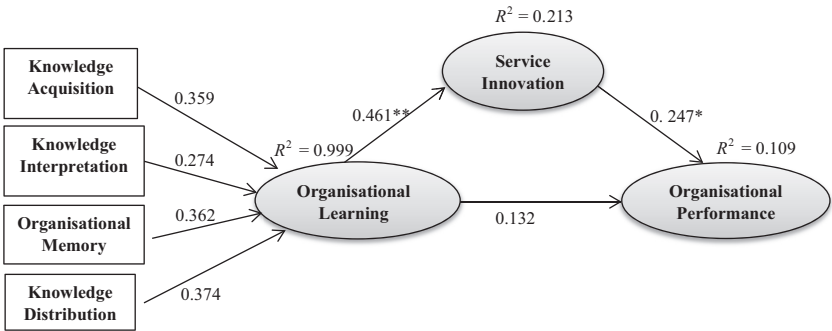 R² = 0.213
Service
Innovation
Knowledge
Acquisition
0.359
0.461**
0. 247*
Knowledge
Interpretation
0.274
R² = 0.999
R² = 0.109
Organisational
Learning
Organisational
Performance
0.132
Organisational
Memory
0.362
Knowledge
Distribution
0.374